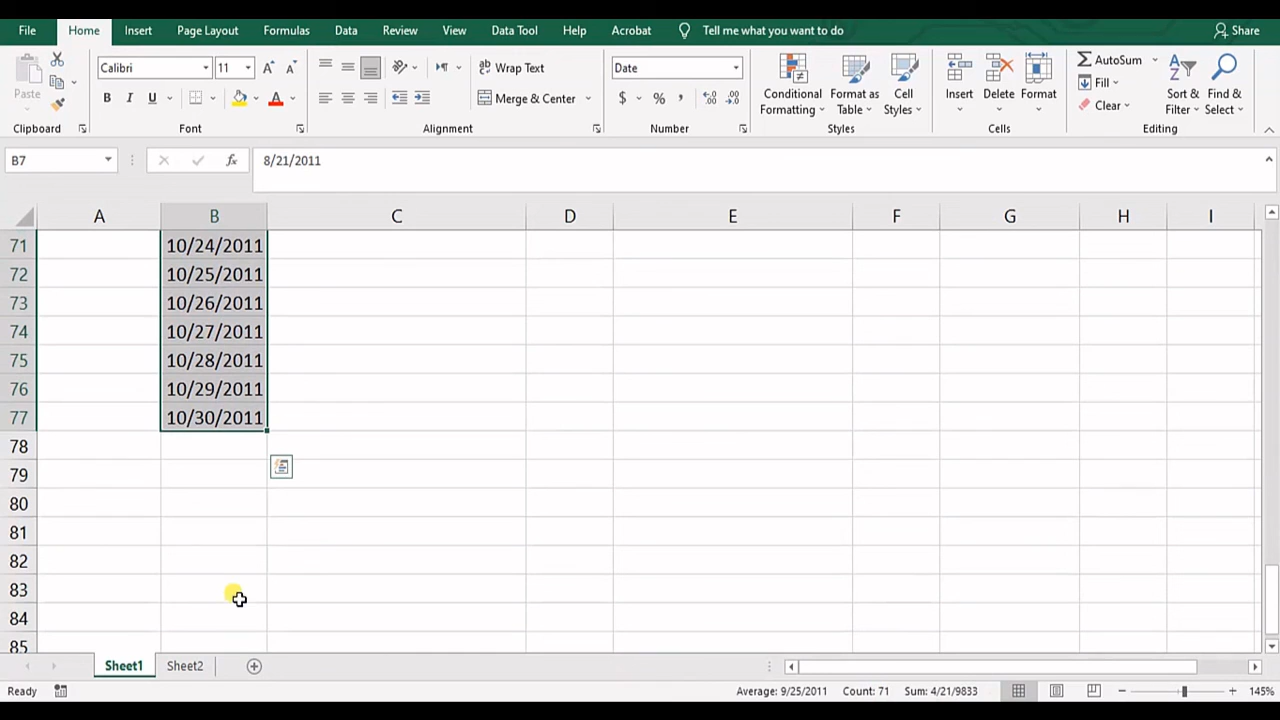 File Home Insert Page Layout Formulas Data Review View Data Tool Help Acrobat Tell me what you want to do Share
Paste Calibri 11 Wrap Text Date AutoSum
B I U A Merge & Center $ % , Conditional Formatting Format as Table Cell Styles Insert Delete Format Fill Clear Sort & Filter Find & Select
Clipboard Font Alignment Number Styles Cells Editing
B7 fx 8/21/2011
A B C D E F G H I
71 10/24/2011
72 10/25/2011
73 10/26/2011
74 10/27/2011
75 10/28/2011
76 10/29/2011
77 10/30/2011
78
79
80
81
82
83
84
85
Sheet1 Sheet2
Ready Average: 9/25/2011 Count: 71 Sum: 4/21/9833 145%